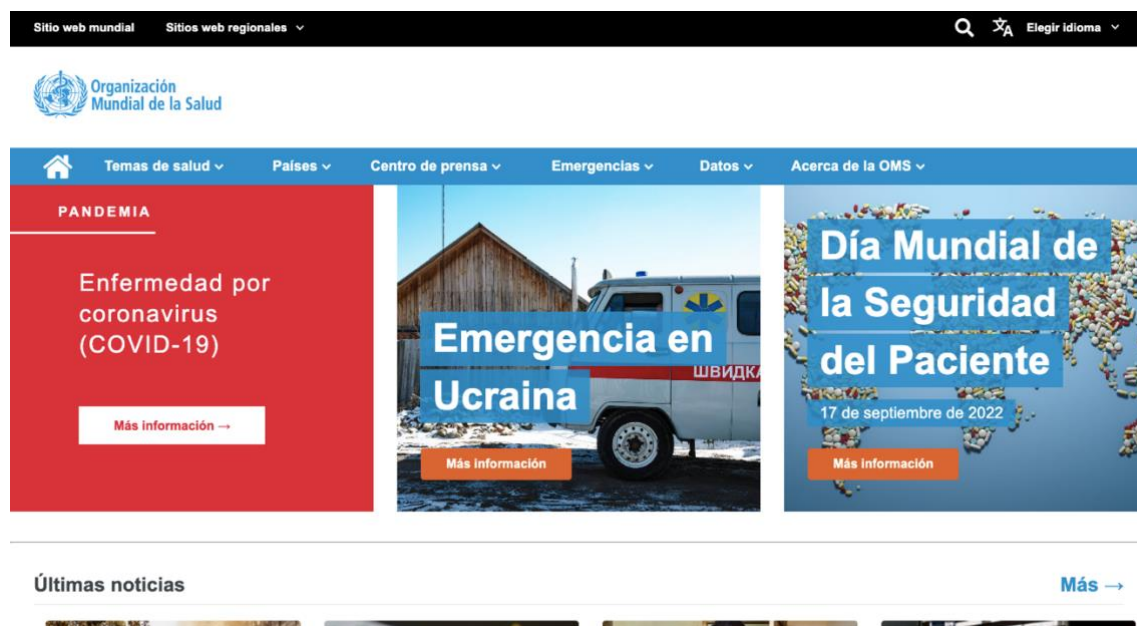 Sitio web mundial Sitios web regionales Elegir idioma
Organización
Mundial de la Salud
Temas de salud Países Centro de prensa Emergencias Datos Acerca de la OMS
PANDEMIA
Enfermedad por
coronavirus
(COVID-19)
Más información →
Emergencia en
Ucraina
ШВИДКА
Más información
Día Mundial de
la Seguridad
del Paciente
17 de septiembre de 2022
Más información
Últimas noticias Más →